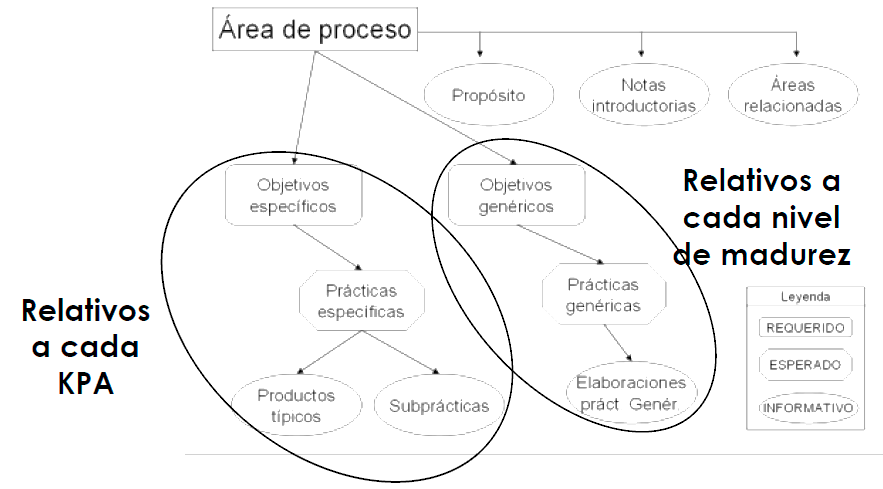 Área de proceso
Propósito
Notas
introductorias
Áreas
relacionadas
Objetivos
específicos
Objetivos
genéricos
Relativos a
cada nivel
de madurez
Prácticas
específicas
Prácticas
genéricas
Relativos
a cada
KPA
Productos
típicos
Subprácticas
Elaboraciones
práct Genér
Leyenda
REQUERIDO
ESPERADO
INFORMATIVO